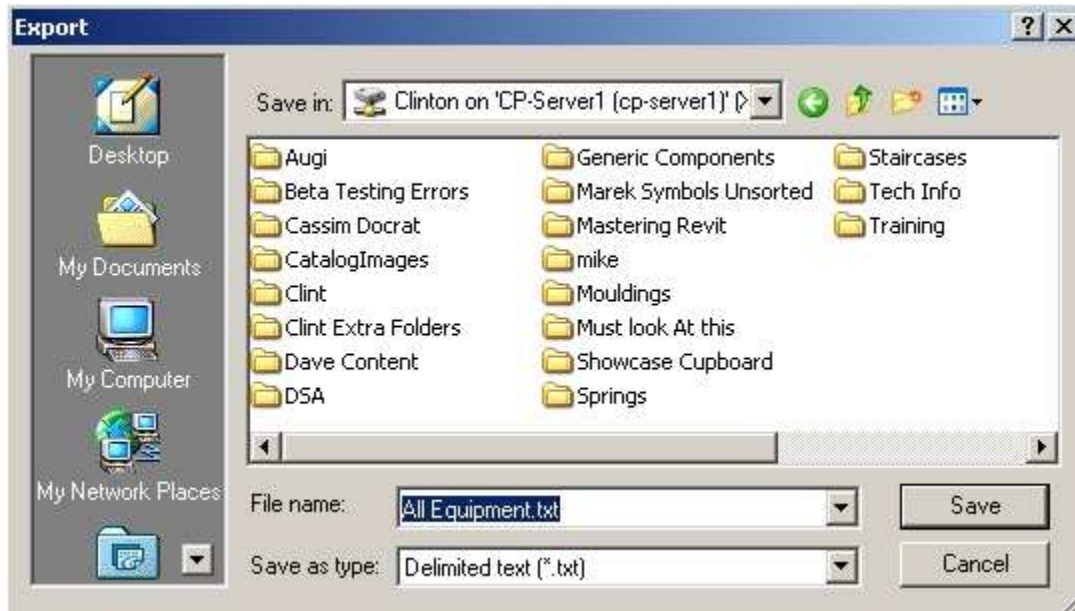 Export
Save in: Clinton on 'CP-Server1 (cp-server1)' (
Desktop
My Documents
My Computer
My Network Places
Augi
Beta Testing Errors
Cassim Docrat
CatalogImages
Clint
Clint Extra Folders
Dave Content
DSA
Generic Components
Marek Symbols Unsorted
Mastering Revit
mike
Mouldings
Must look At this
Showcase Cupboard
Springs
Staircases
Tech Info
Training
File name: All Equipment.txt
Save
Save as type: Delimited text (*.txt)
Cancel